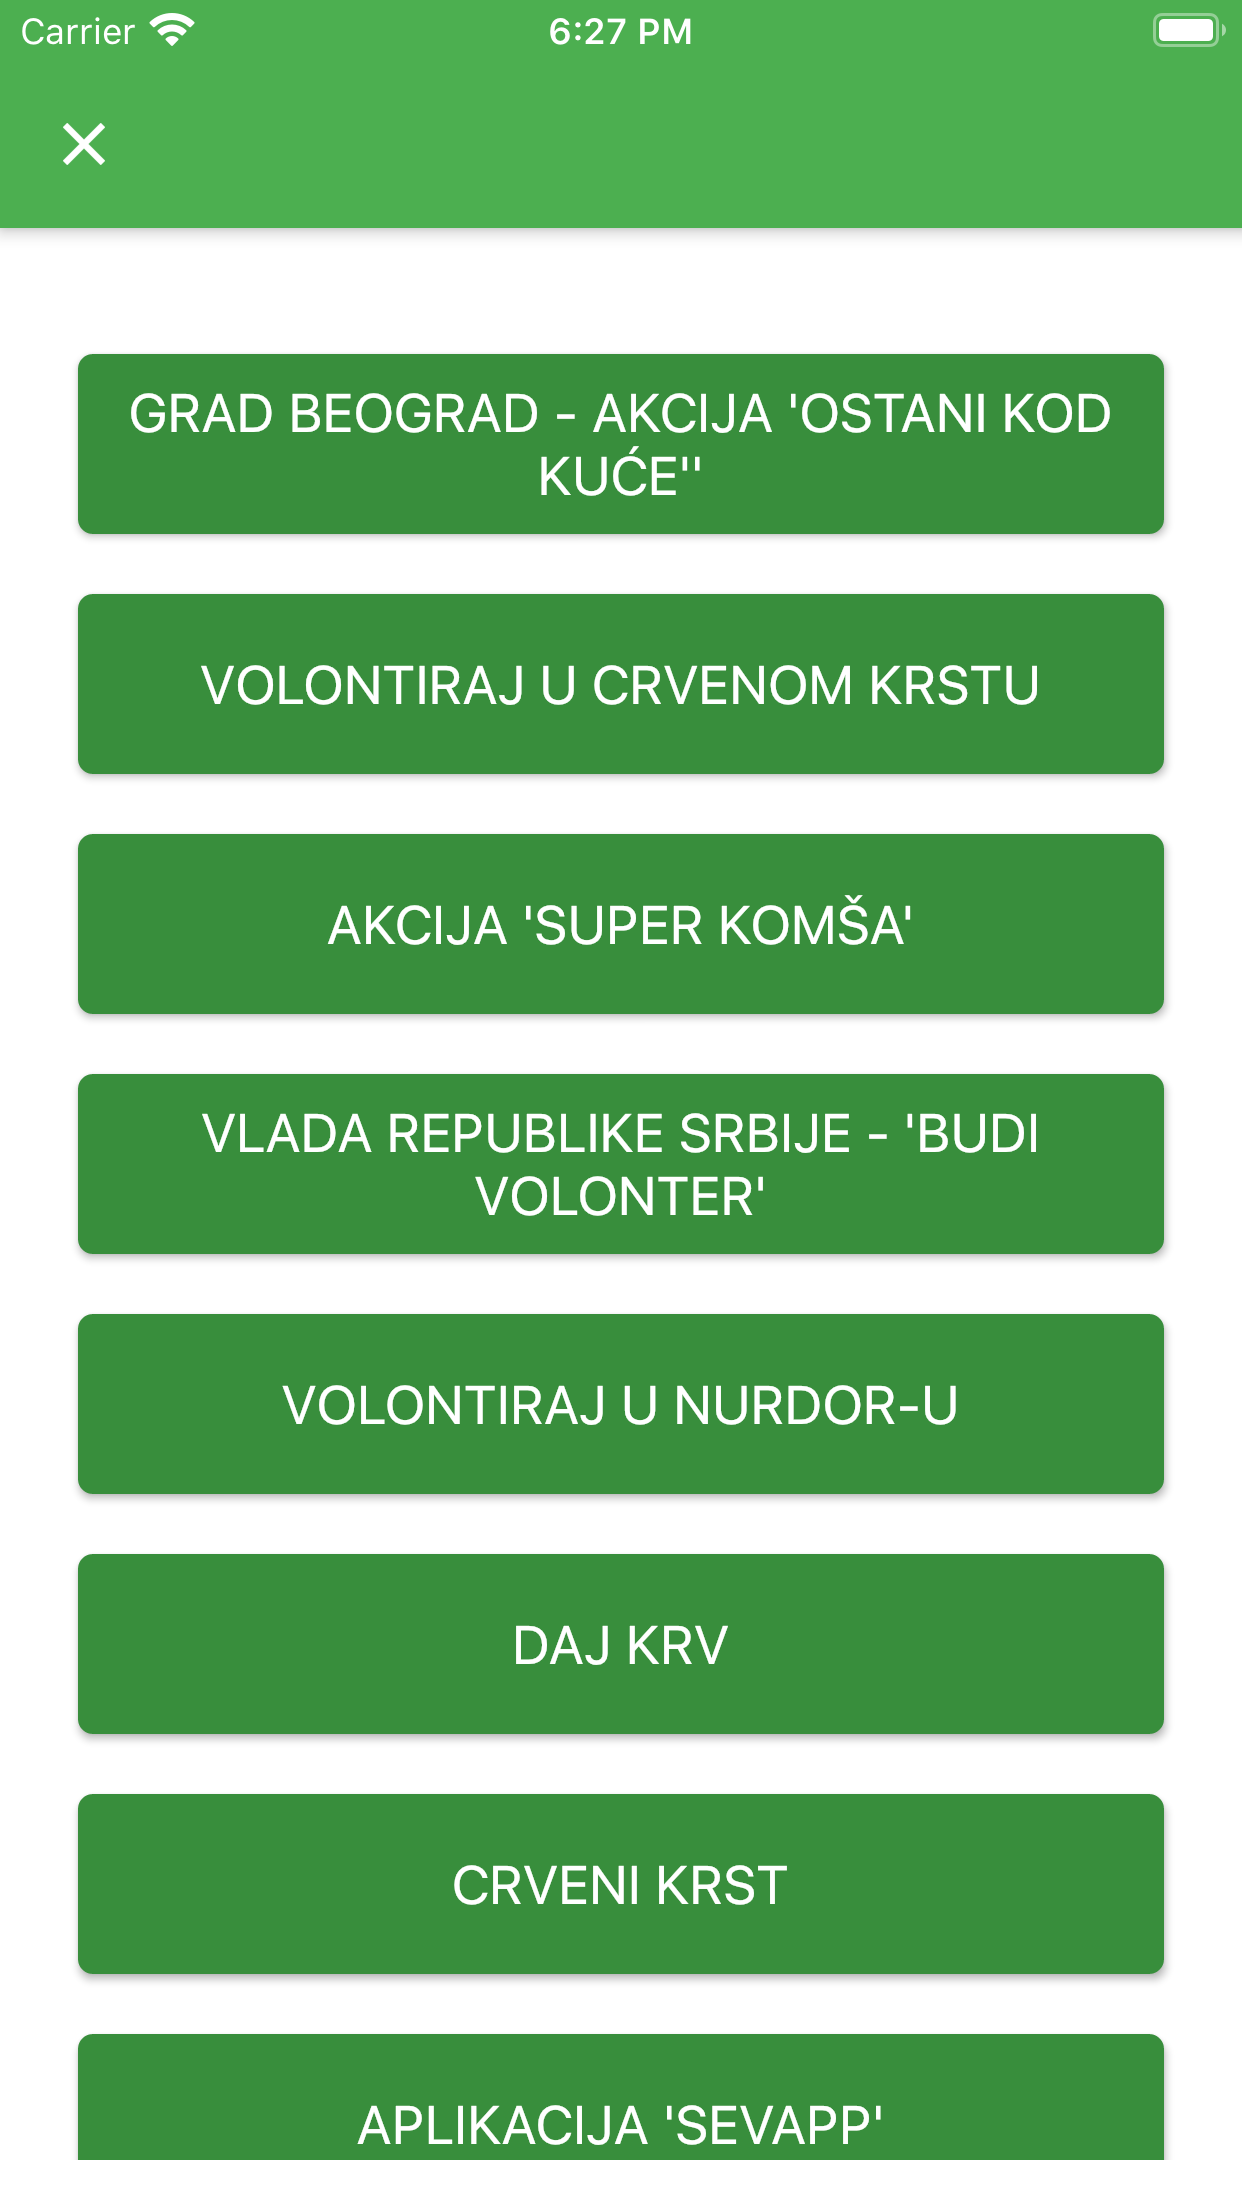 Carrier
6:27 PM
GRAD BEOGRAD - AKCIJA 'OSTANI KOD
KUĆE''
VOLONTIRAJ U CRVENOM KRSTU
AKCIJA 'SUPER KOMŠA'
VLADA REPUBLIKE SRBIJE - 'BUDI
VOLONTER'
VOLONTIRAJ U NURDOR-U
DAJ KRV
CRVENI KRST
APLIKACIJA 'SEVAPP'